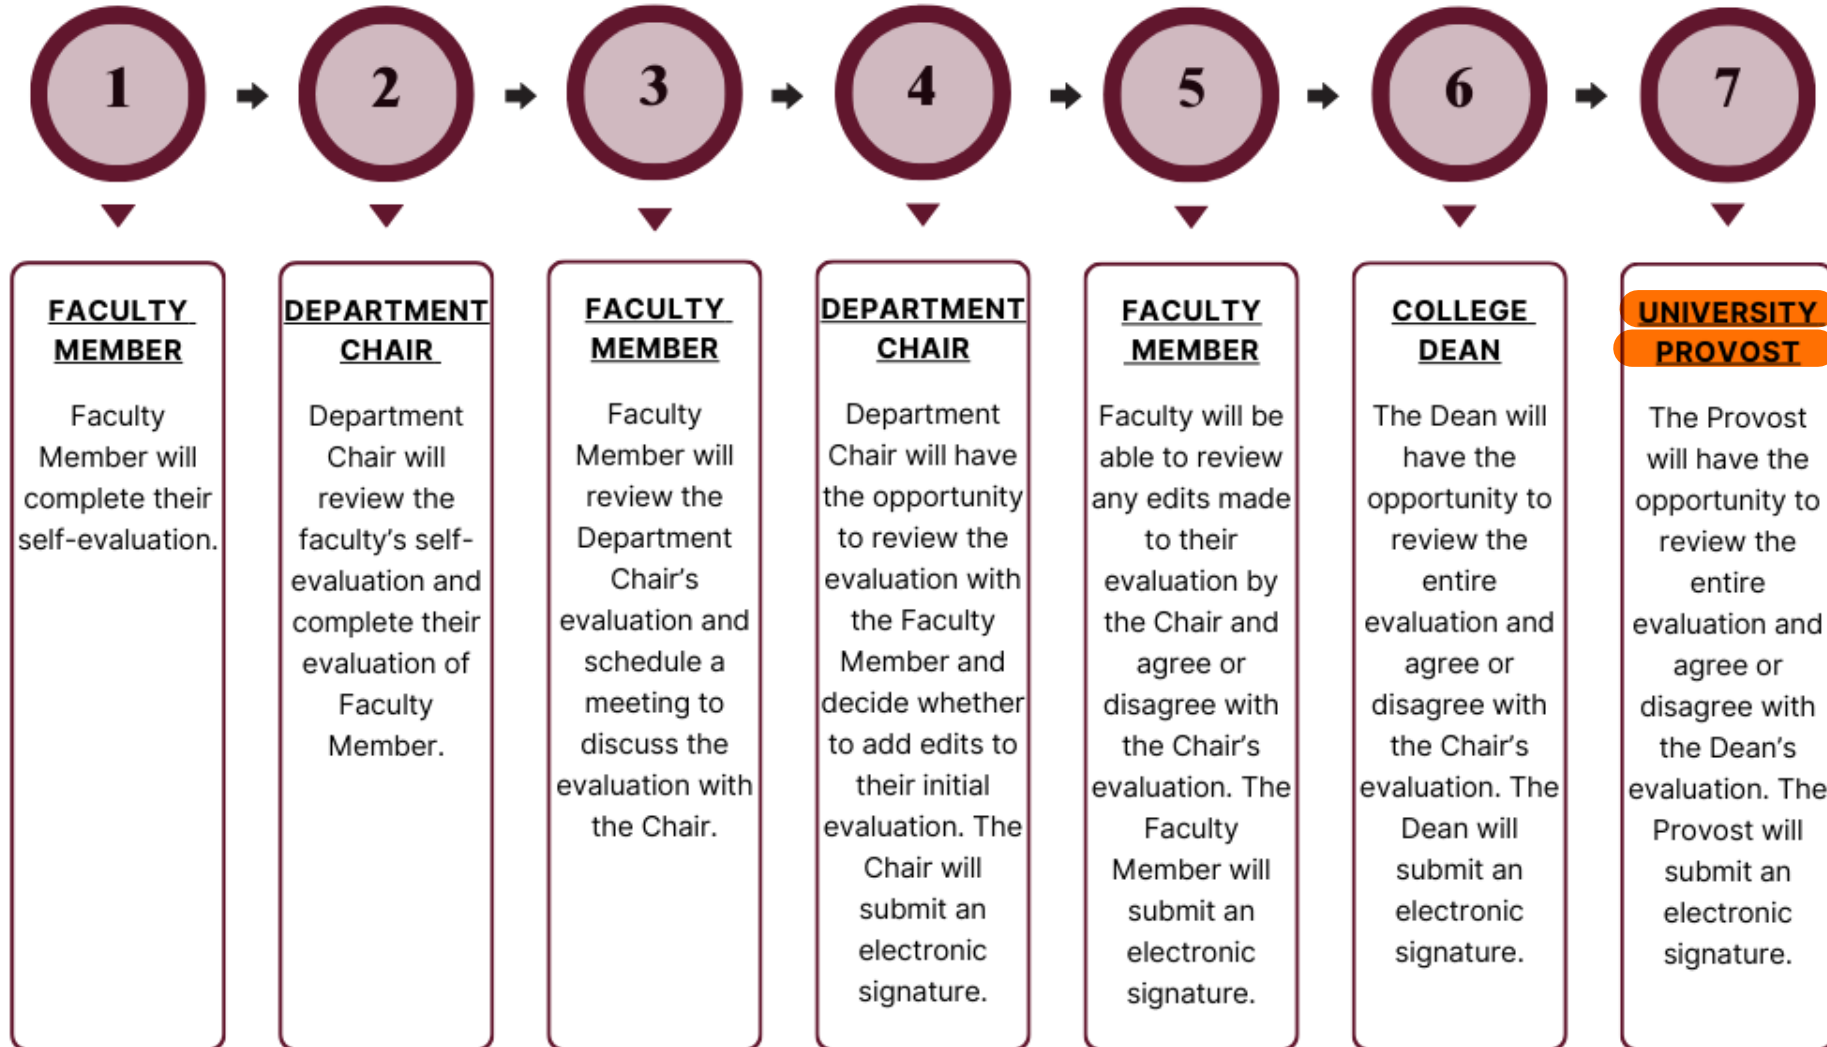 1
2
3
4
5
6
7
FACULTY
MEMBER
Faculty
Member will
complete their
self-evaluation.
DEPARTMENT
CHAIR
Department
Chair will
review the
faculty's self-
evaluation and
complete their
evaluation of
Faculty
Member.
FACULTY
MEMBER
Faculty
Member will
review the
Department
Chair's
evaluation and
schedule a
meeting to
discuss the
evaluation with
the Chair.
DEPARTMENT
CHAIR
Department
Chair will have
the opportunity
to review the
evaluation with
the Faculty
Member and
decide whether
to add edits to
their initial
evaluation. The
Chair will
submit an
electronic
signature.
FACULTY
MEMBER
Faculty will be
able to review
any edits made
to their
evaluation by
the Chair and
agree or
disagree with
the Chair's
evaluation. The
Faculty
Member will
submit an
electronic
signature.
COLLEGE
DEAN
The Dean will
have the
opportunity to
review the
entire
evaluation and
agree or
disagree with
the Chair's
evaluation. The
Dean will
submit an
electronic
signature.
UNIVERSITY
PROVOST
The Provost
will have the
opportunity to
review the
entire
evaluation and
agree or
disagree with
the Dean's
evaluation. The
Provost will
submit an
electronic
signature.